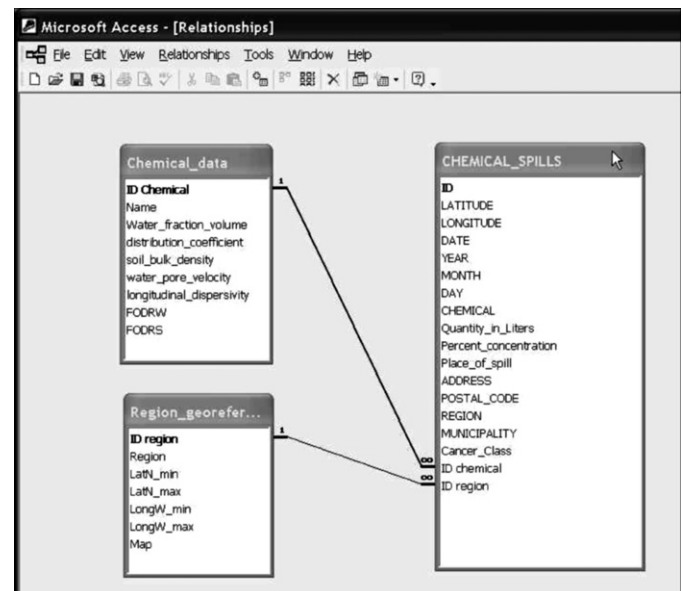 Microsoft Access - [Relationships]
File Edit View Relationships Tools Window Help
Chemical_data
ID Chemical
Name
Water_fraction_volume
distribution_coefficient
soil_bulk_density
water_pore_velocity
longitudinal_dispersivity
FODRW
FODRS
1
Region_georefer...
ID region
Region
LatN_min
LatN_max
LongW_min
LongW_max
Map
1
CHEMICAL_SPILLS
ID
LATITUDE
LONGITUDE
DATE
YEAR
MONTH
DAY
CHEMICAL
Quantity_in_Liters
Percent_concentration
Place_of_spill
ADDRESS
POSTAL_CODE
REGION
MUNICIPALITY
Cancer_Class
∞ ID chemical
∞ ID region